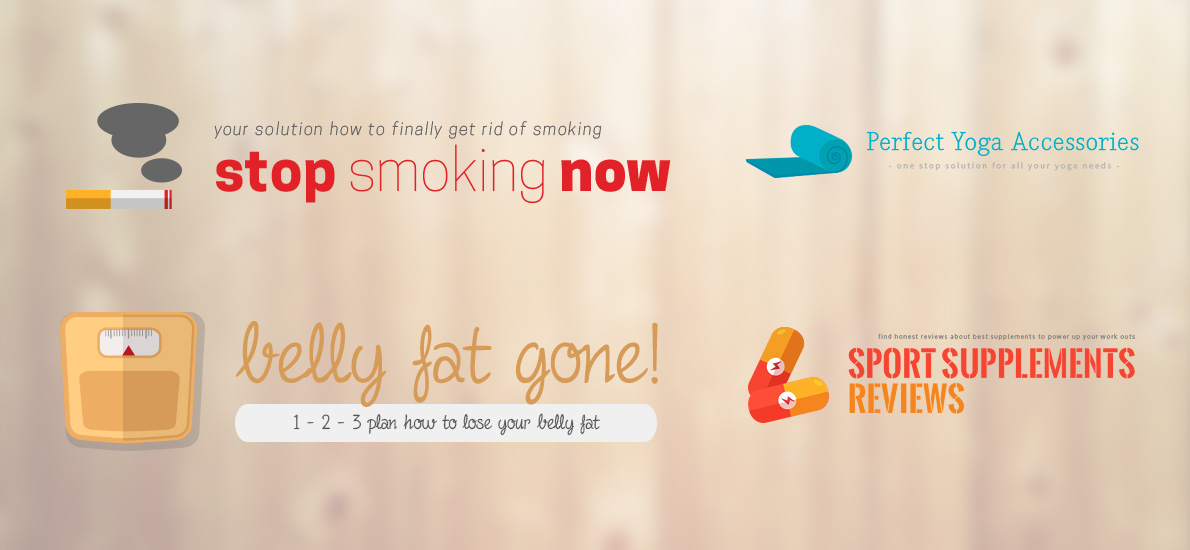 your solution how to finally get rid of smoking
stop smoking now
Perfect Yoga Accessories
- one stop solution for all your yoga needs -
belly fat gone!
1 - 2 - 3 plan how to lose your belly fat
find honest reviews about best supplements to power up your work outs
SPORT SUPPLEMENTS
REVIEWS